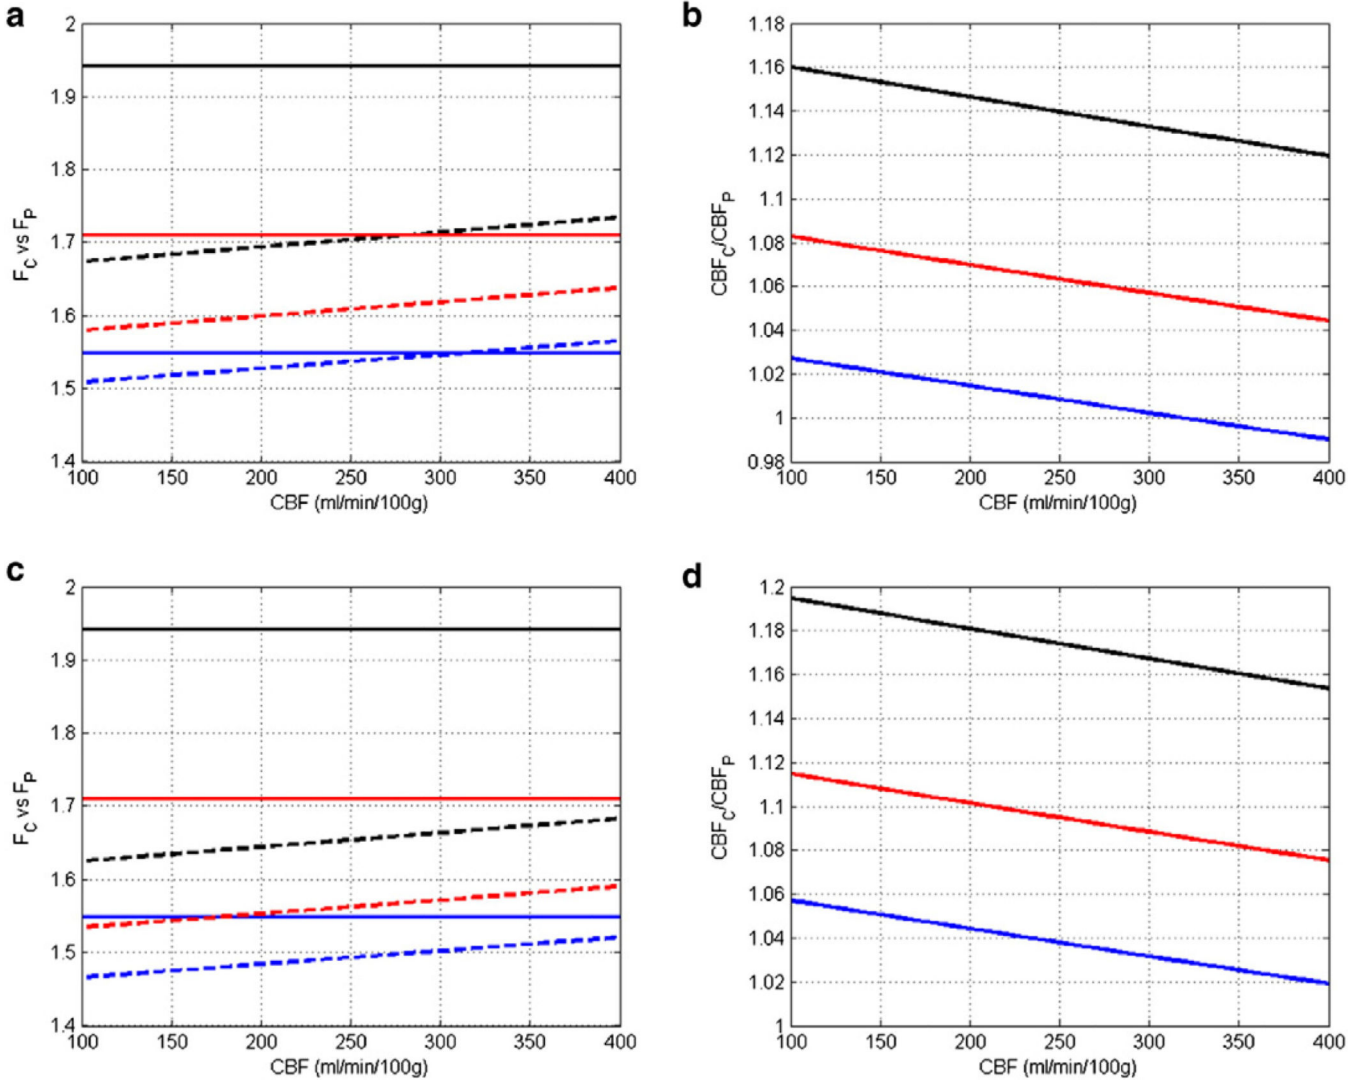 a
2
1.9
1.8
1.7
1.6
1.5
1.4
F_C vs F_P
100 150 200 250 300 350 400
CBF (ml/min/100g)
b
1.18
1.16
1.14
1.12
1.1
1.08
1.06
1.04
1.02
1
0.98
CBF_C/CBF_P
100 150 200 250 300 350 400
CBF (ml/min/100g)
c
2
1.9
1.8
1.7
1.6
1.5
1.4
F_C vs F_P
100 150 200 250 300 350 400
CBF (ml/min/100g)
d
1.2
1.18
1.16
1.14
1.12
1.1
1.08
1.06
1.04
1.02
1
CBF_C/CBF_P
100 150 200 250 300 350 400
CBF (ml/min/100g)